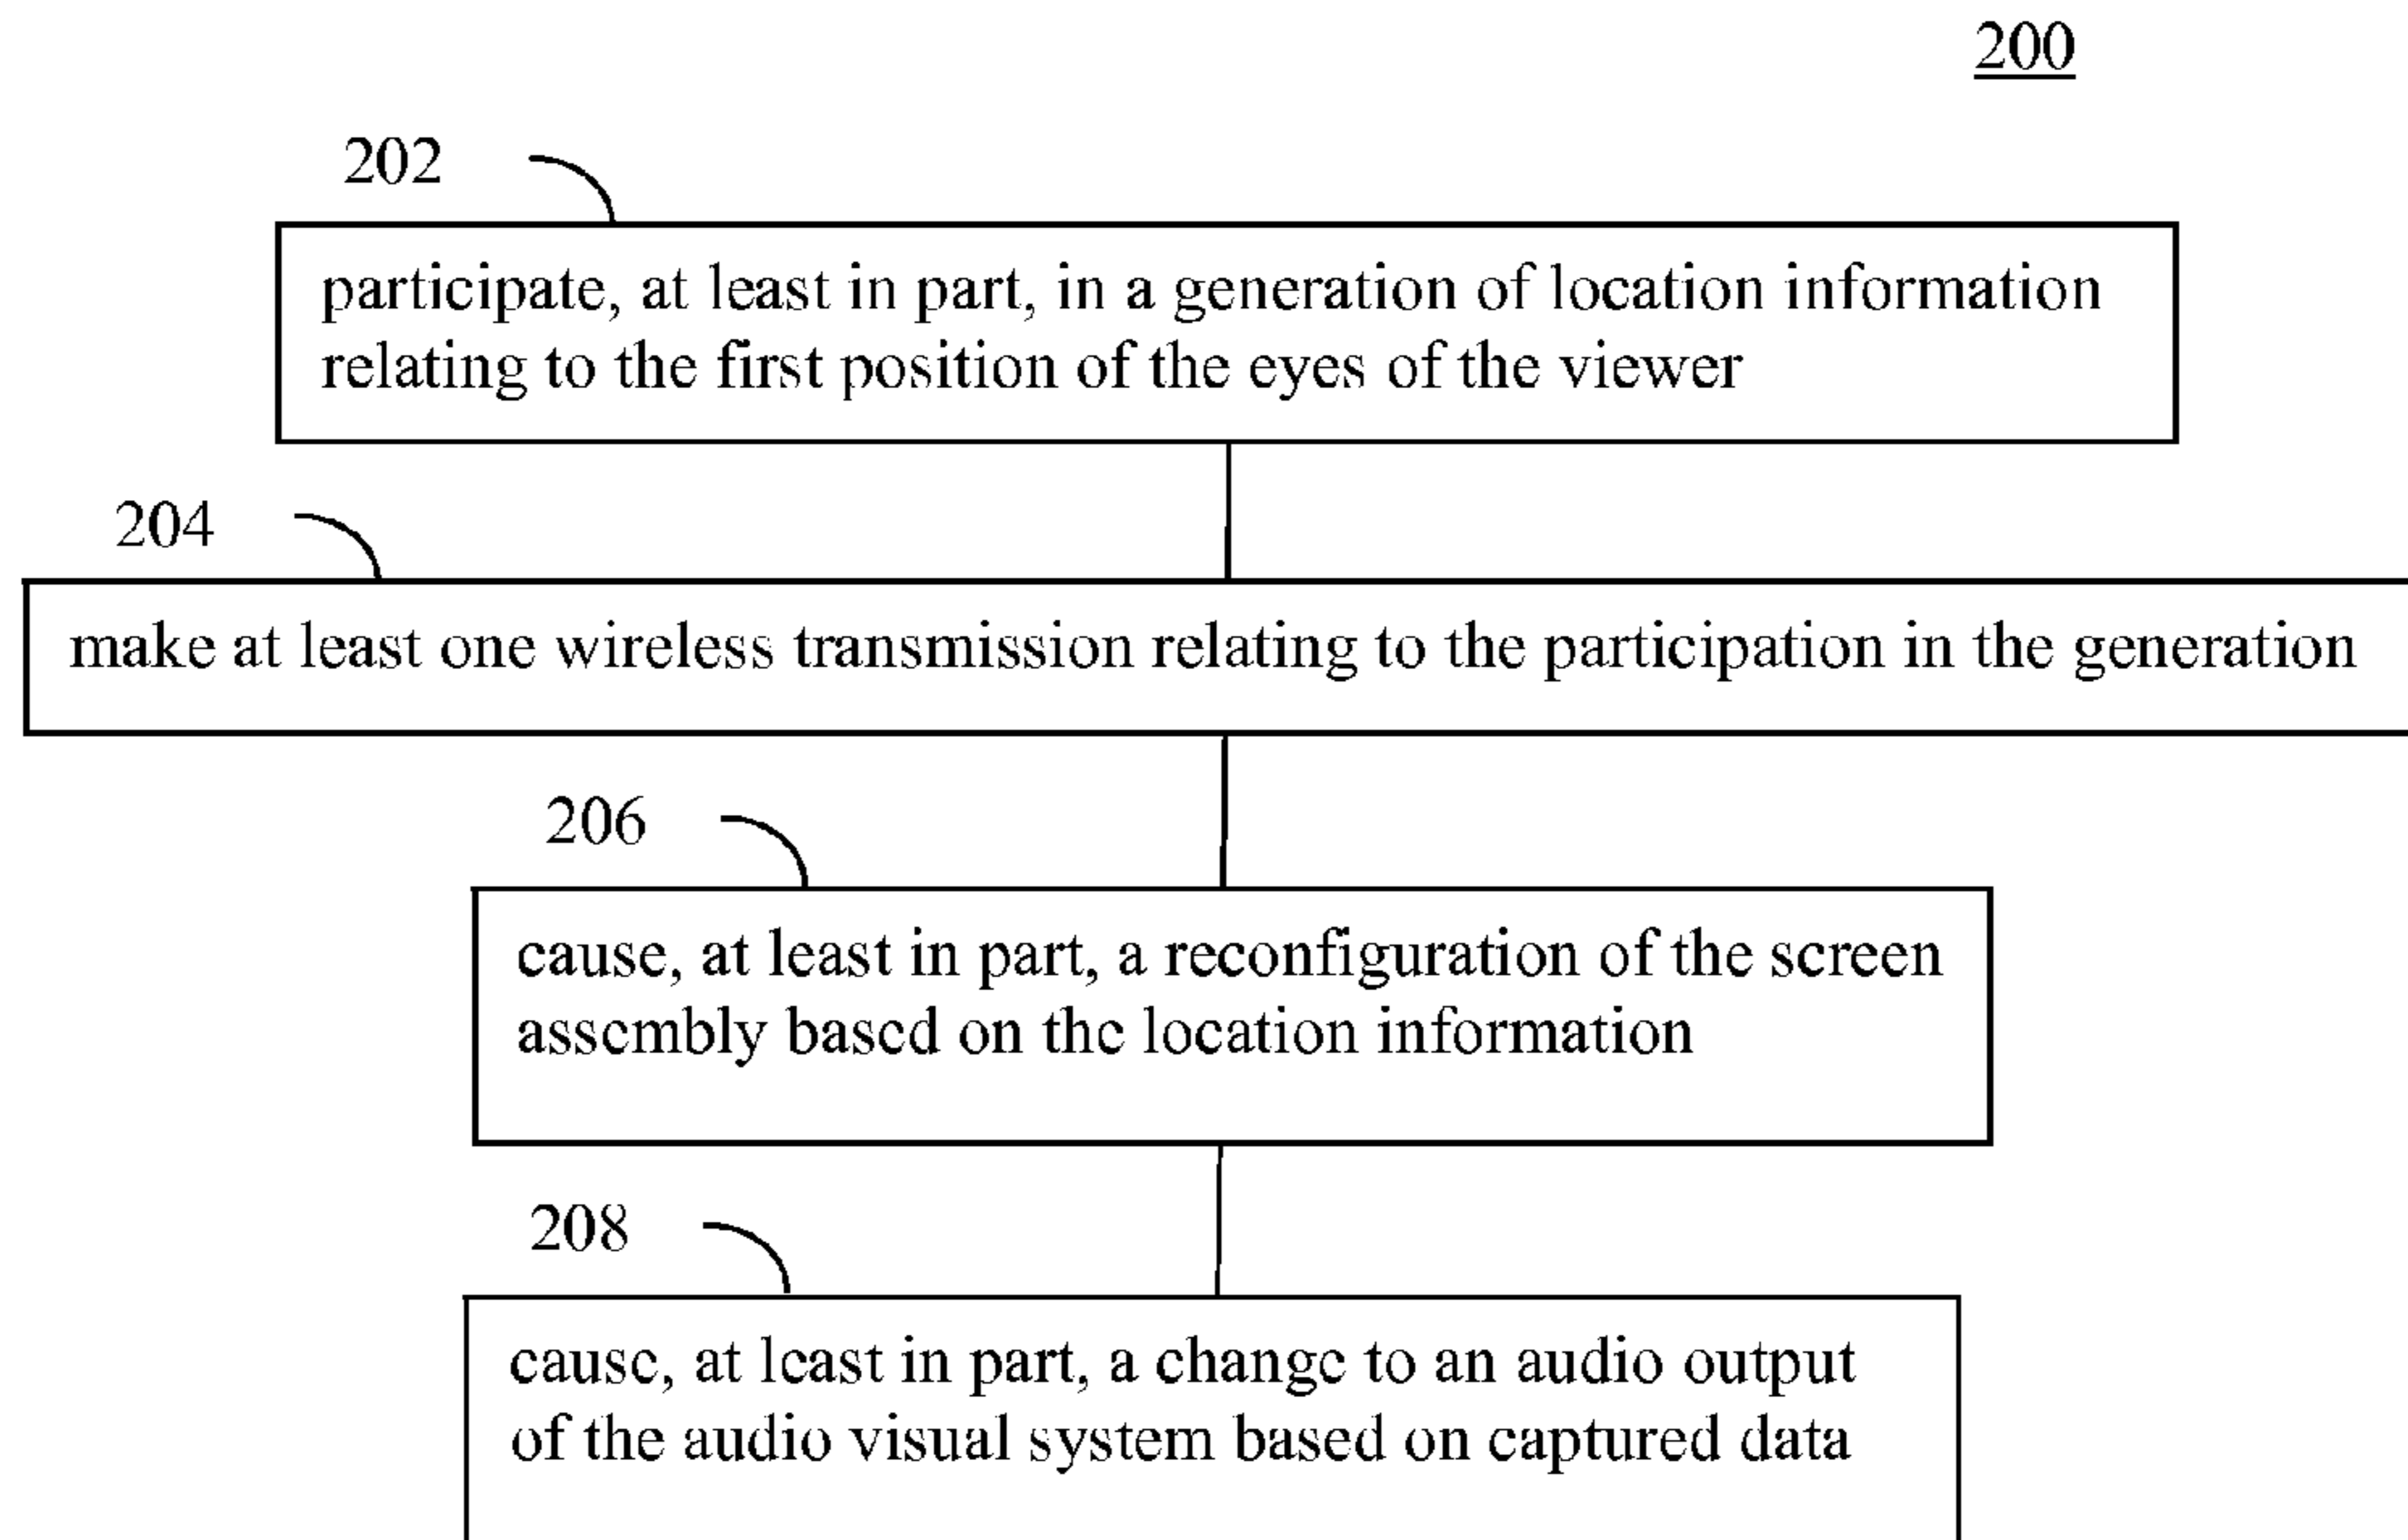 200
202
participate, at least in part, in a generation of location information
relating to the first position of the eyes of the viewer
204
make at least one wireless transmission relating to the participation in the generation
206
cause, at least in part, a reconfiguration of the screen
assembly based on the location information
208
cause, at least in part, a change to an audio output
of the audio visual system based on captured data